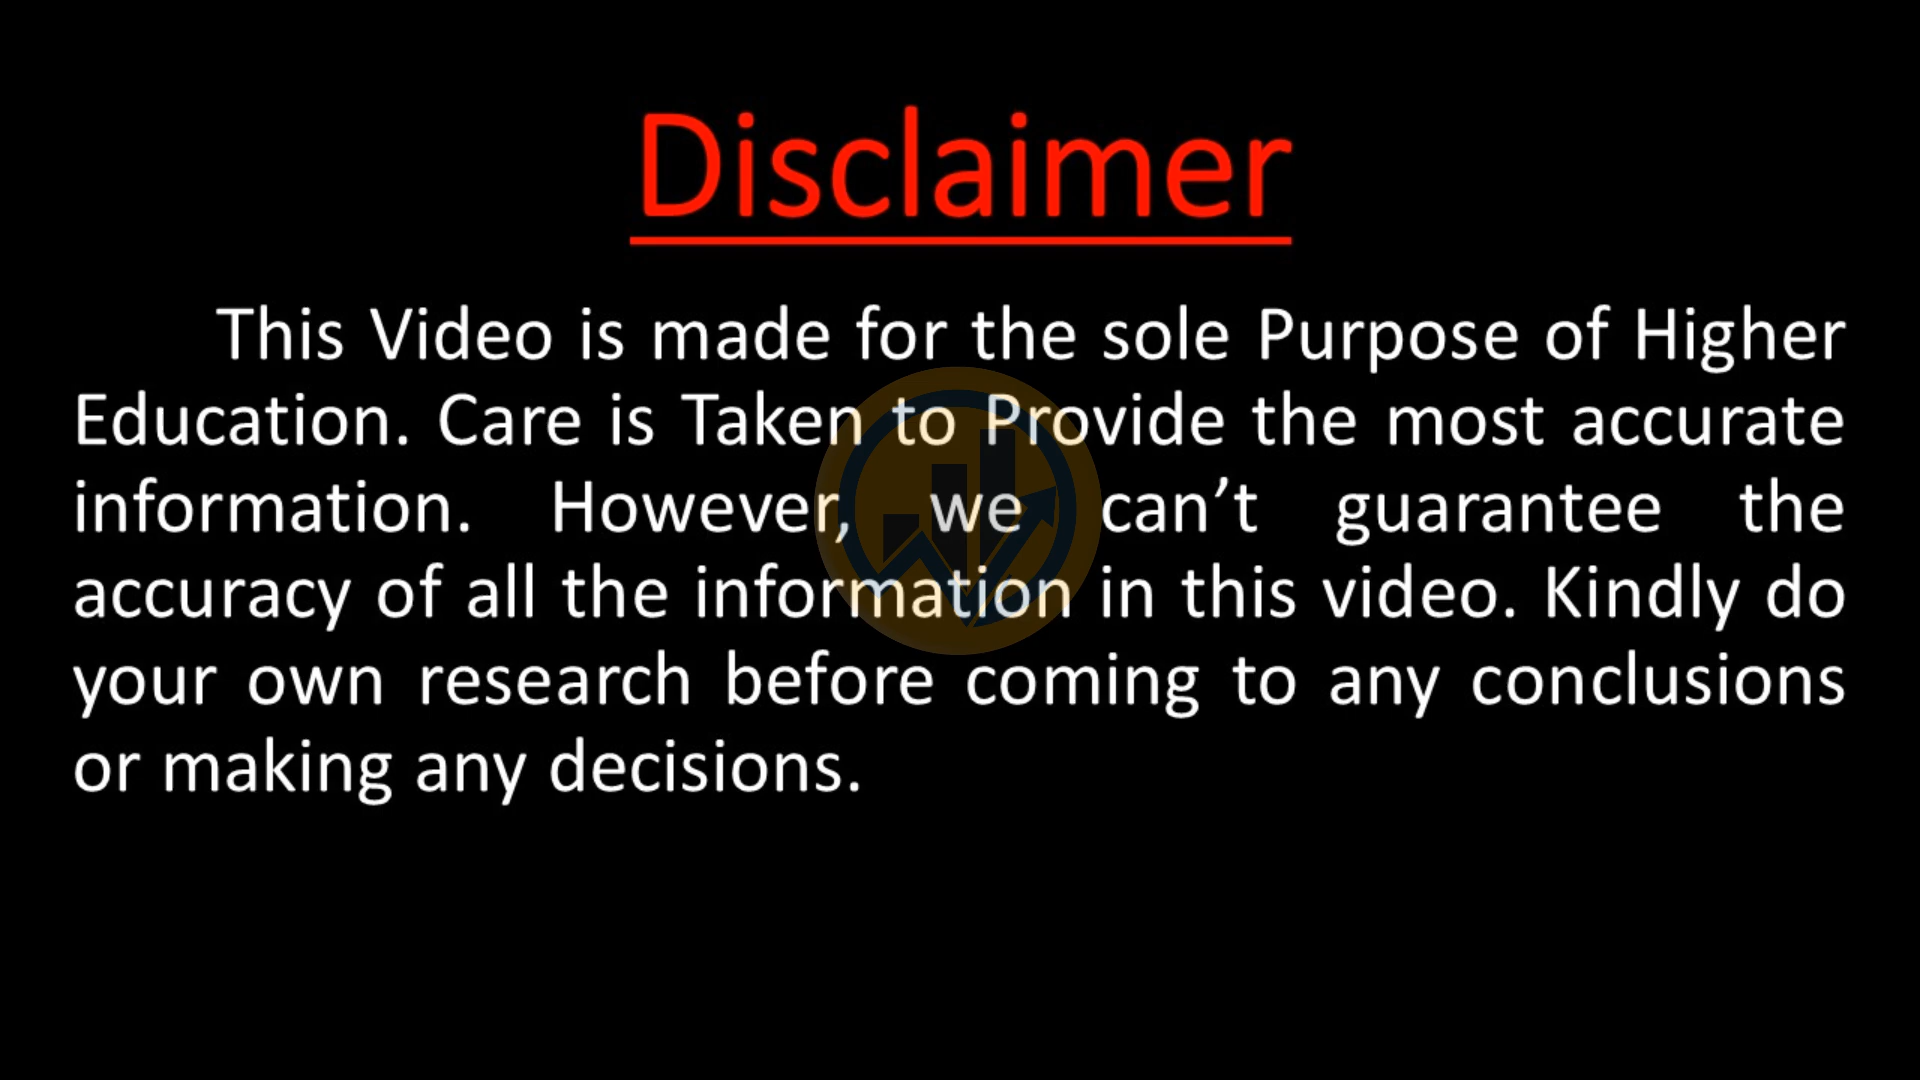 Disclaimer
This Video is made for the sole Purpose of Higher
Education. Care is Taken to Provide the most accurate
information. However, we can’t guarantee the
accuracy of all the information in this video. Kindly do
your own research before coming to any conclusions
or making any decisions.